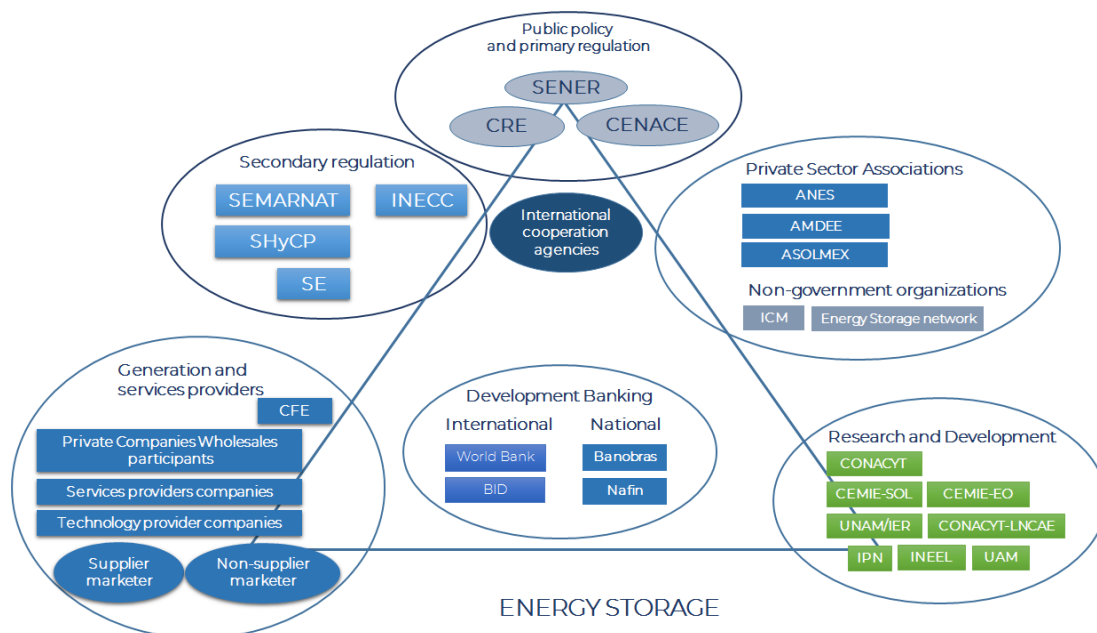 Public policy
and primary regulation
SENER
CRE
CENACE
Secondary regulation
SEMARNAT
INECC
SHyCP
SE
International
cooperation
agencies
Private Sector Associations
ANES
AMDEE
ASOLMEX
Non-government organizations
ICM
Energy Storage network
Generation and
services providers
CFE
Private Companies Wholesales
participants
Services providers companies
Technology provider companies
Supplier
marketer
Non-supplier
marketer
Development Banking
International
National
World Bank
Banobras
BID
Nafin
Research and Development
CONACYT
CEMIE-SOL
CEMIE-EO
UNAM/IER
CONACYT-LNCAE
IPN
INEEL
UAM
ENERGY STORAGE